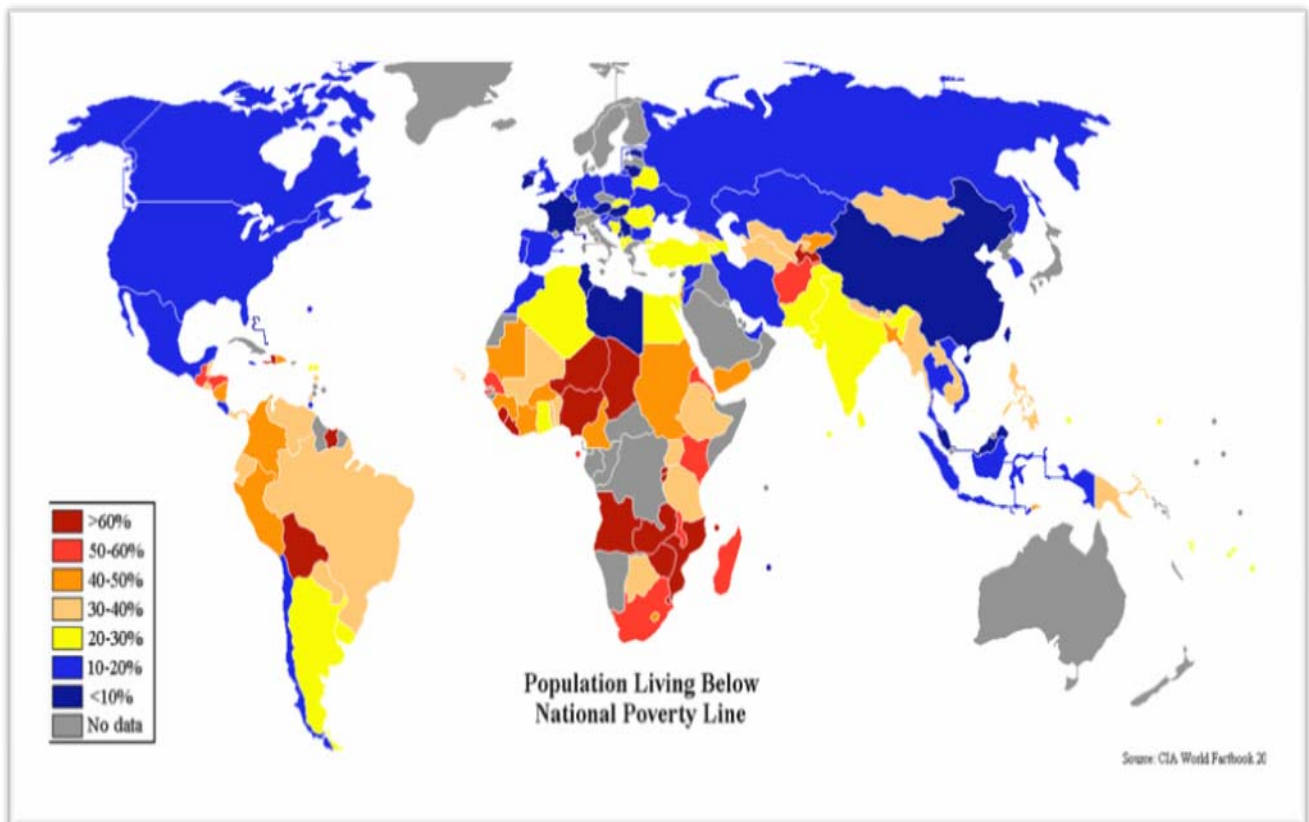 >60%
50-60%
40-50%
30-40%
20-30%
10-20%
<10%
No data
Population Living Below
National Poverty Line
Source: CIA World Factbook 20